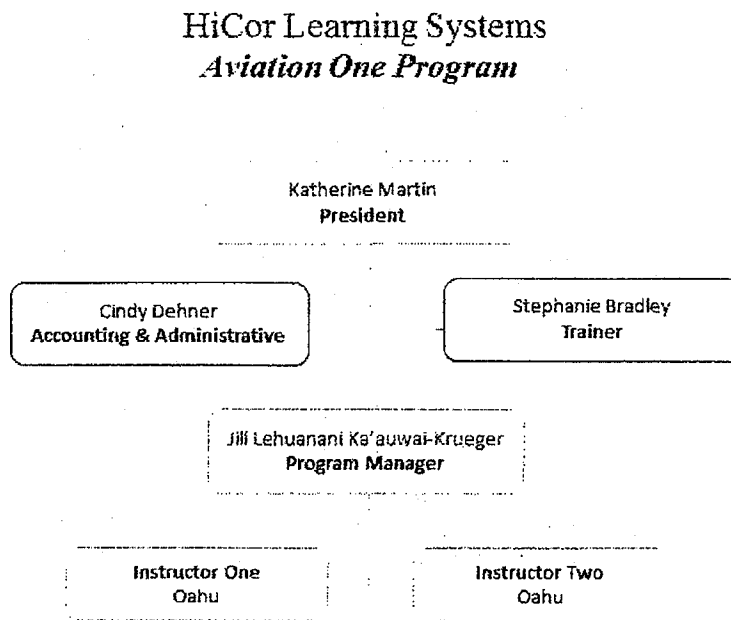 HiCor Learning Systems
Aviation One Program
Katherine Martin
President
Cindy Dehner
Accounting & Administrative
Stephanie Bradley
Trainer
Jill Lehuanani Ka'auwai-Krueger
Program Manager
Instructor One
Oahu
Instructor Two
Oahu